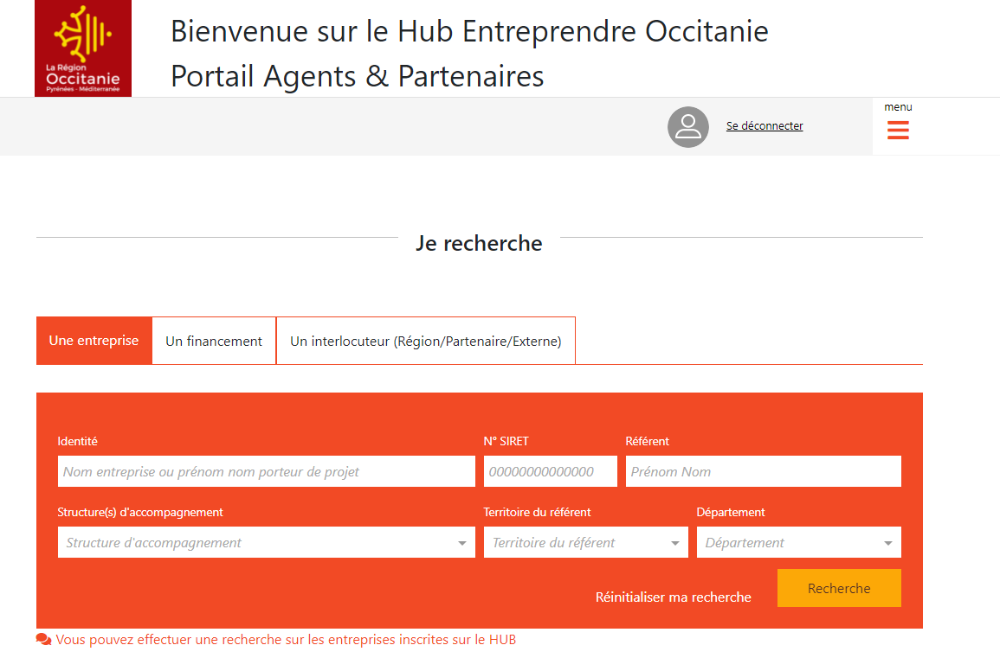 Bienvenue sur le Hub Entreprendre Occitanie
Portail Agents & Partenaires
La Région
Occitanie
Pyrénées - Méditerranée
Se déconnecter
menu
Je recherche
Une entreprise
Un financement
Un interlocuteur (Région/Partenaire/Externe)
Identité
N° SIRET
Référent
Nom entreprise ou prénom nom porteur de projet
00000000000000
Prénom Nom
Structure(s) d'accompagnement
Territoire du référent
Département
Structure d'accompagnement
Territoire du référent
Département
Réinitialiser ma recherche
Recherche
Vous pouvez effectuer une recherche sur les entreprises inscrites sur le HUB